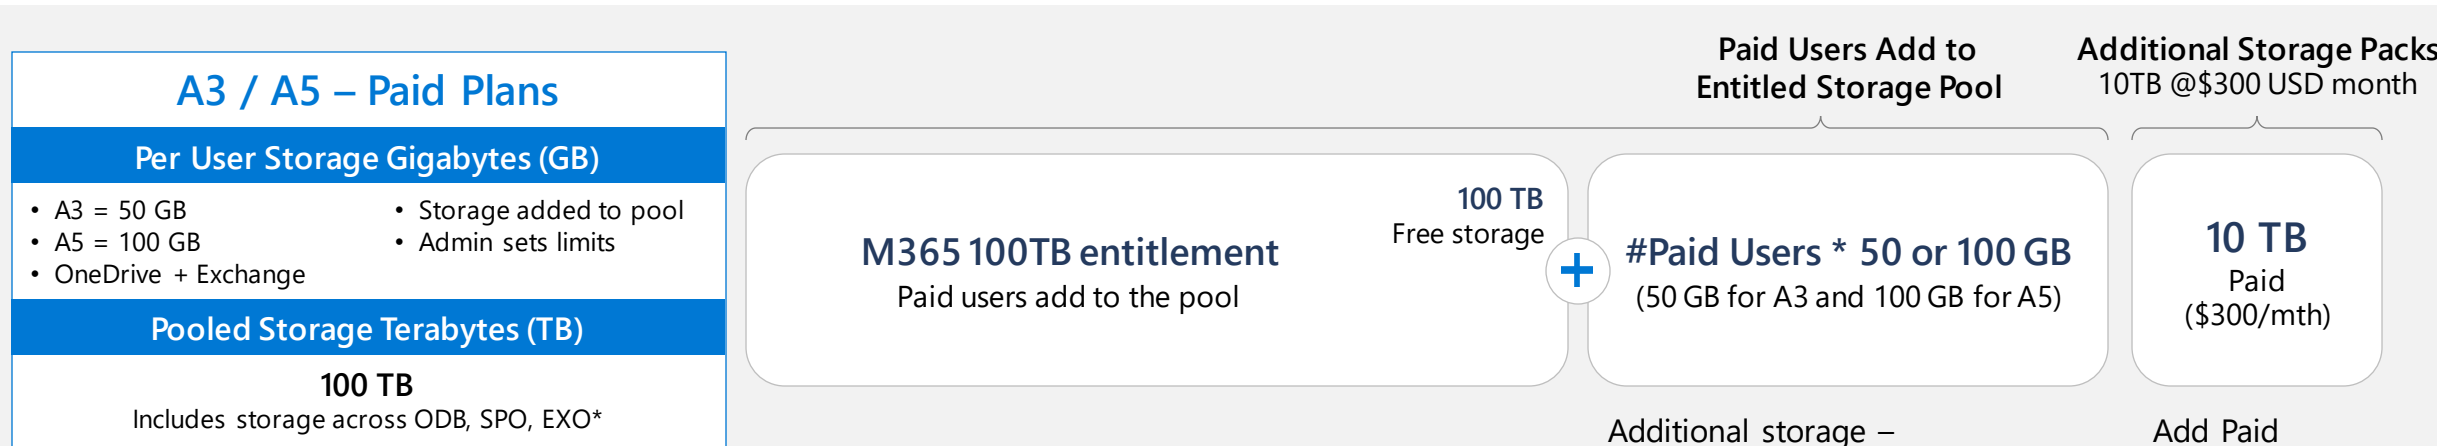 A3 / A5 – Paid Plans
Per User Storage Gigabytes (GB)
• A3 = 50 GB
• A5 = 100 GB
• OneDrive + Exchange
• Storage added to pool
• Admin sets limits
Pooled Storage Terabytes (TB)
100 TB
Includes storage across ODB, SPO, EXO*
Paid Users Add to
Entitled Storage Pool
M365 100TB entitlement
Paid users add to the pool
100 TB
Free storage
+
#Paid Users * 50 or 100 GB
(50 GB for A3 and 100 GB for A5)
Additional storage –
Additional Storage Packs
10TB @$300 USD month
10 TB
Paid
($300/mth)
Add Paid